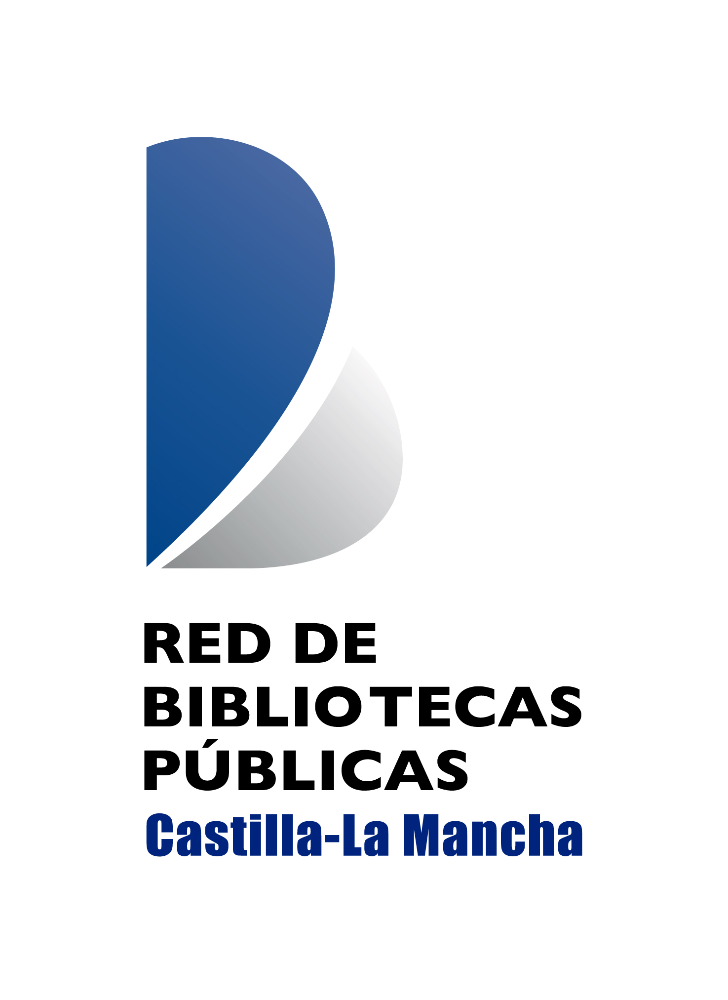 RED DE
BIBLIOTECAS
PÚBLICAS
Castilla-La Mancha